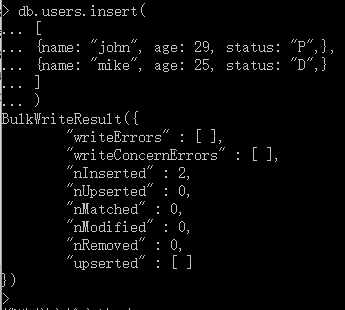 > db.users.insert(
... [
... {name: "john", age: 29, status: "P",},
... {name: "mike", age: 25, status: "D",}
... ]
... )
BulkWriteResult({
"writeErrors" : [ ],
"writeConcernErrors" : [ ],
"nInserted" : 2,
"nUpserted" : 0,
"nMatched" : 0,
"nModified" : 0,
"nRemoved" : 0,
"upserted" : [ ]
})
>